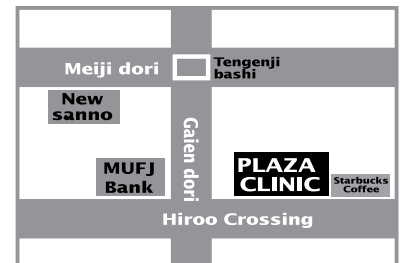 Meiji dori
Tengenji
bashi
New
sanno
Gaien dori
MUFJ
Bank
PLAZA
CLINIC
Starbucks
Coffee
Hiroo Crossing